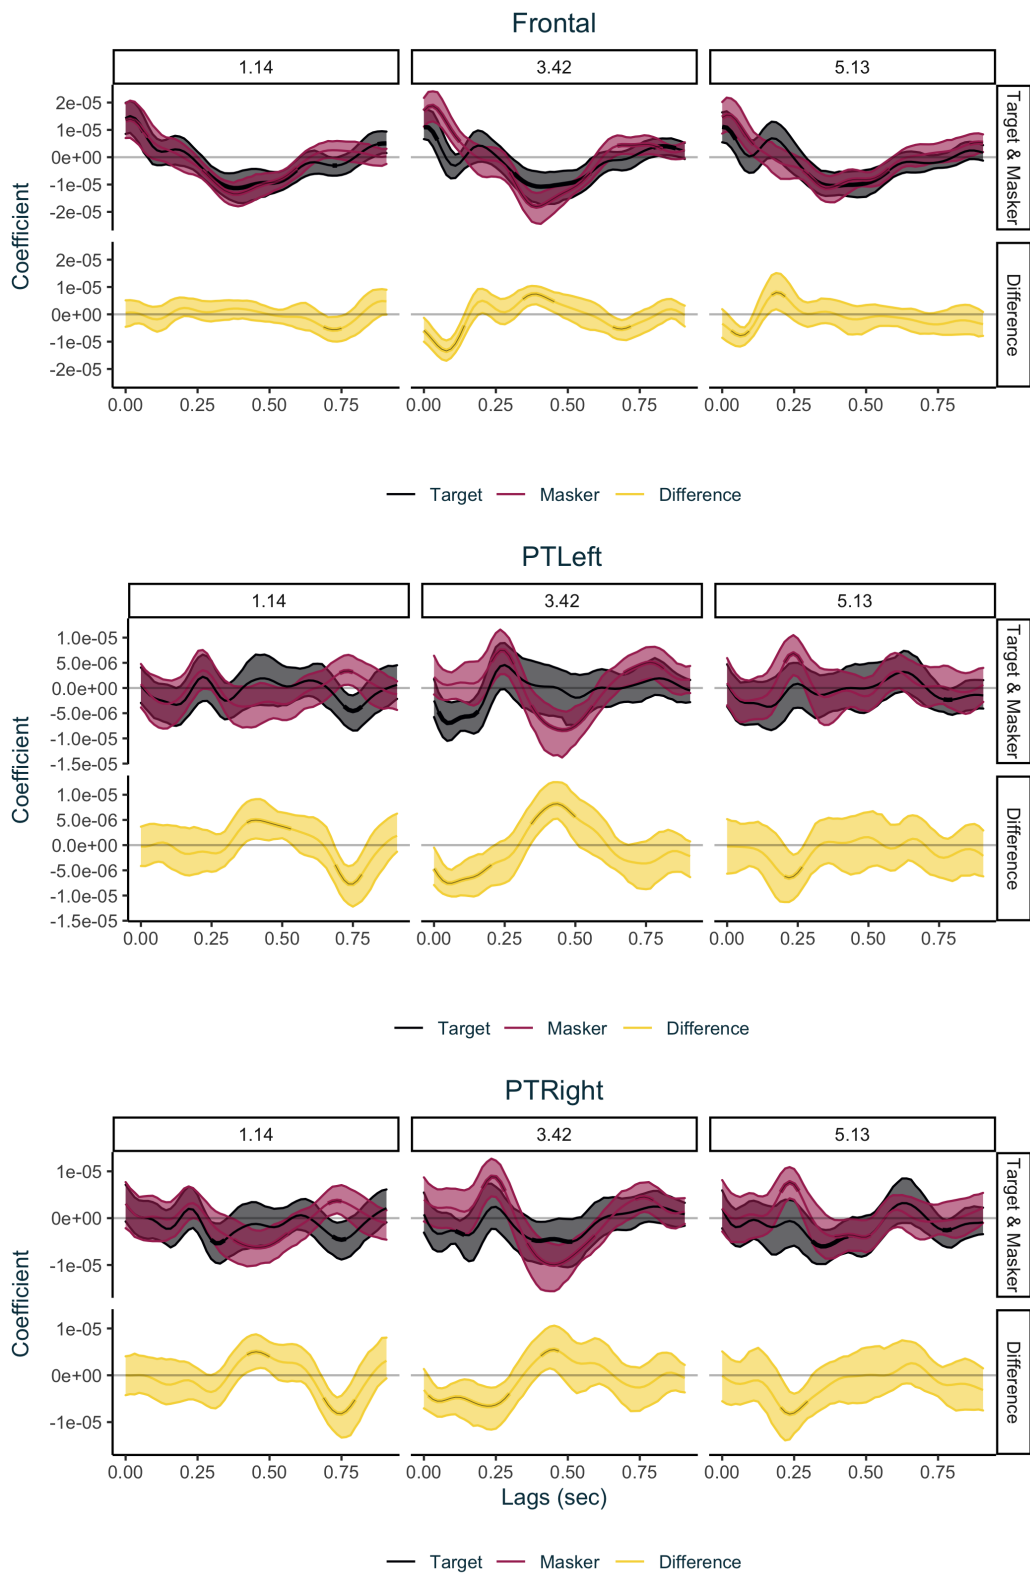 Frontal
1.14 3.42 5.13
Coefficient
2e-05
1e-05
0e+00
-1e-05
-2e-05
Target & Masker
2e-05
1e-05
0e+00
-1e-05
-2e-05
Difference
0.00 0.25 0.50 0.75 0.00 0.25 0.50 0.75 0.00 0.25 0.50 0.75
Target Masker Difference
PTLeft
1.14 3.42 5.13
Coefficient
1.0e-05
5.0e-06
0.0e+00
-5.0e-06
-1.0e-05
-1.5e-05
Target & Masker
1.0e-05
5.0e-06
0.0e+00
-5.0e-06
-1.0e-05
-1.5e-05
Difference
0.00 0.25 0.50 0.75 0.00 0.25 0.50 0.75 0.00 0.25 0.50 0.75
Target Masker Difference
PTRight
1.14 3.42 5.13
Coefficient
1e-05
0e+00
-1e-05
Target & Masker
1e-05
0e+00
-1e-05
Difference
0.00 0.25 0.50 0.75 0.00 0.25 0.50 0.75 0.00 0.25 0.50 0.75
Lags (sec)
Target Masker Difference